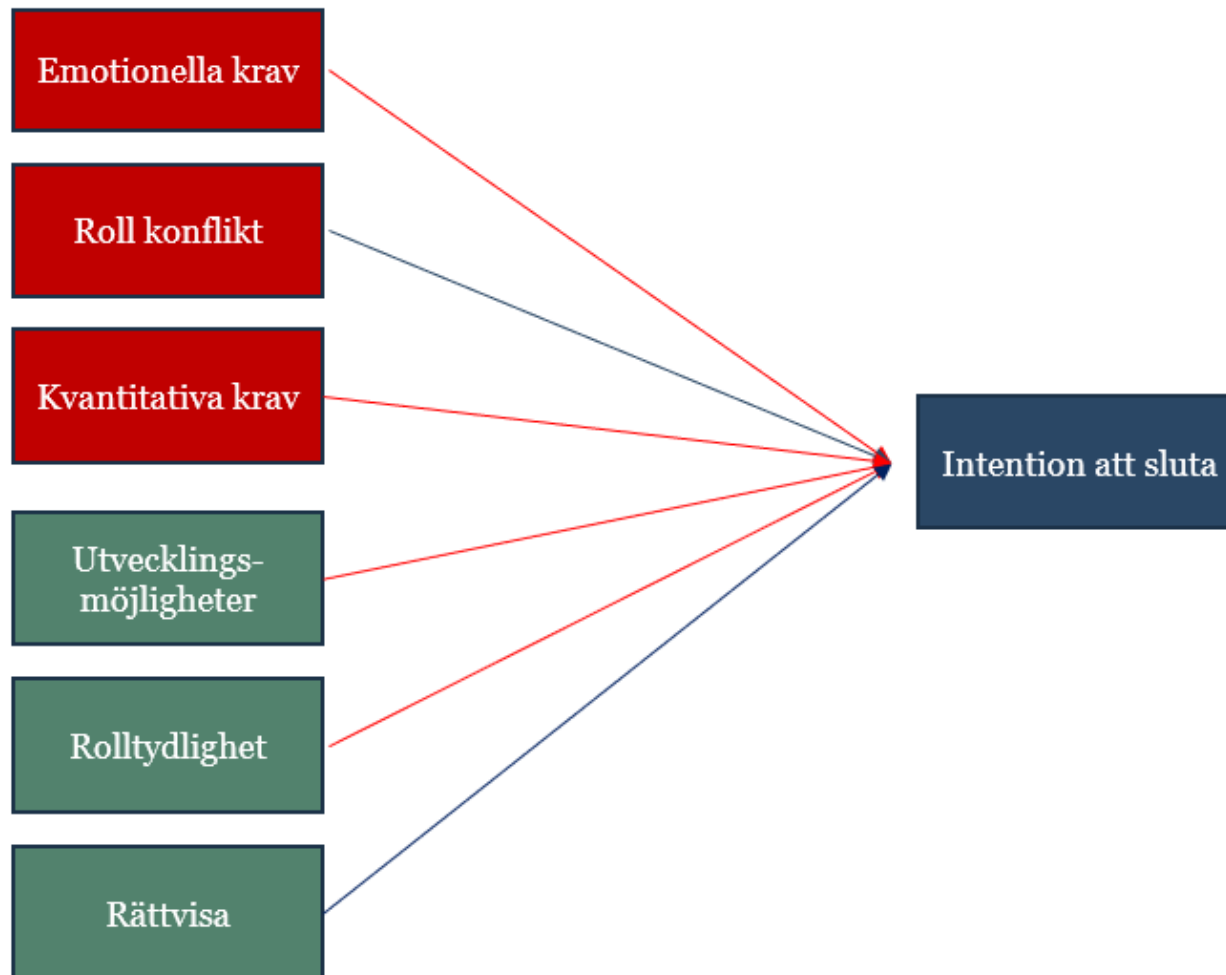 Emotionella krav
Roll konflikt
Kvantitativa krav
Utvecklings-
möjligheter
Rolltydlighet
Rättvisa
Intention att sluta